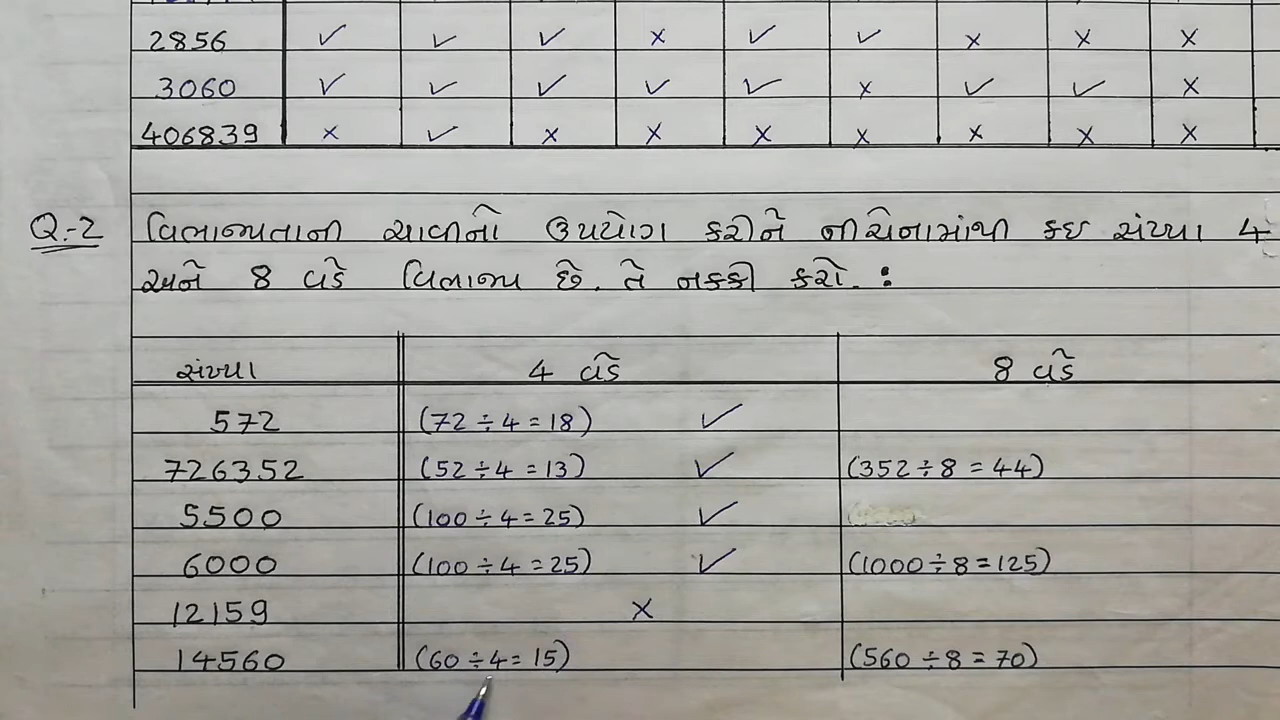 2856 ✓ ✓ ✓ × ✓ ✓ × × ×
3060 ✓ ✓ ✓ ✓ ✓ × ✓ ✓ ×
406839 × ✓ × × × × × × ×
Q.-2 વિભાજ્યતાની ચાવીનો ઉપયોગ કરીને નીચેનામાંથી કઇ સંખ્યા 4
અને 8 વડે વિભાજ્ય છે. તે નક્કી કરો. :
સંખ્યા 4 વડે 8 વડે
572 (72 ÷ 4 = 18) ✓
726352 (52 ÷ 4 = 13) ✓ (352 ÷ 8 = 44)
5500 (100 ÷ 4 = 25) ✓
6000 (100 ÷ 4 = 25) ✓ (1000 ÷ 8 = 125)
12159 ×
14560 (60 ÷ 4 = 15) (560 ÷ 8 = 70)